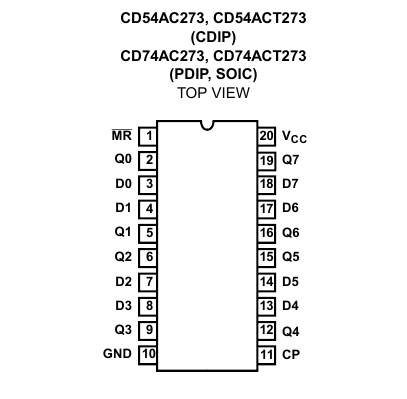 CD54AC273, CD54ACT273
(CDIP)
CD74AC273, CD74ACT273
(PDIP, SOIC)
TOP VIEW
MR 1 20 VCC
Q0 2 19 Q7
D0 3 18 D7
D1 4 17 D6
Q1 5 16 Q6
Q2 6 15 Q5
D2 7 14 D5
D3 8 13 D4
Q3 9 12 Q4
GND 10 11 CP